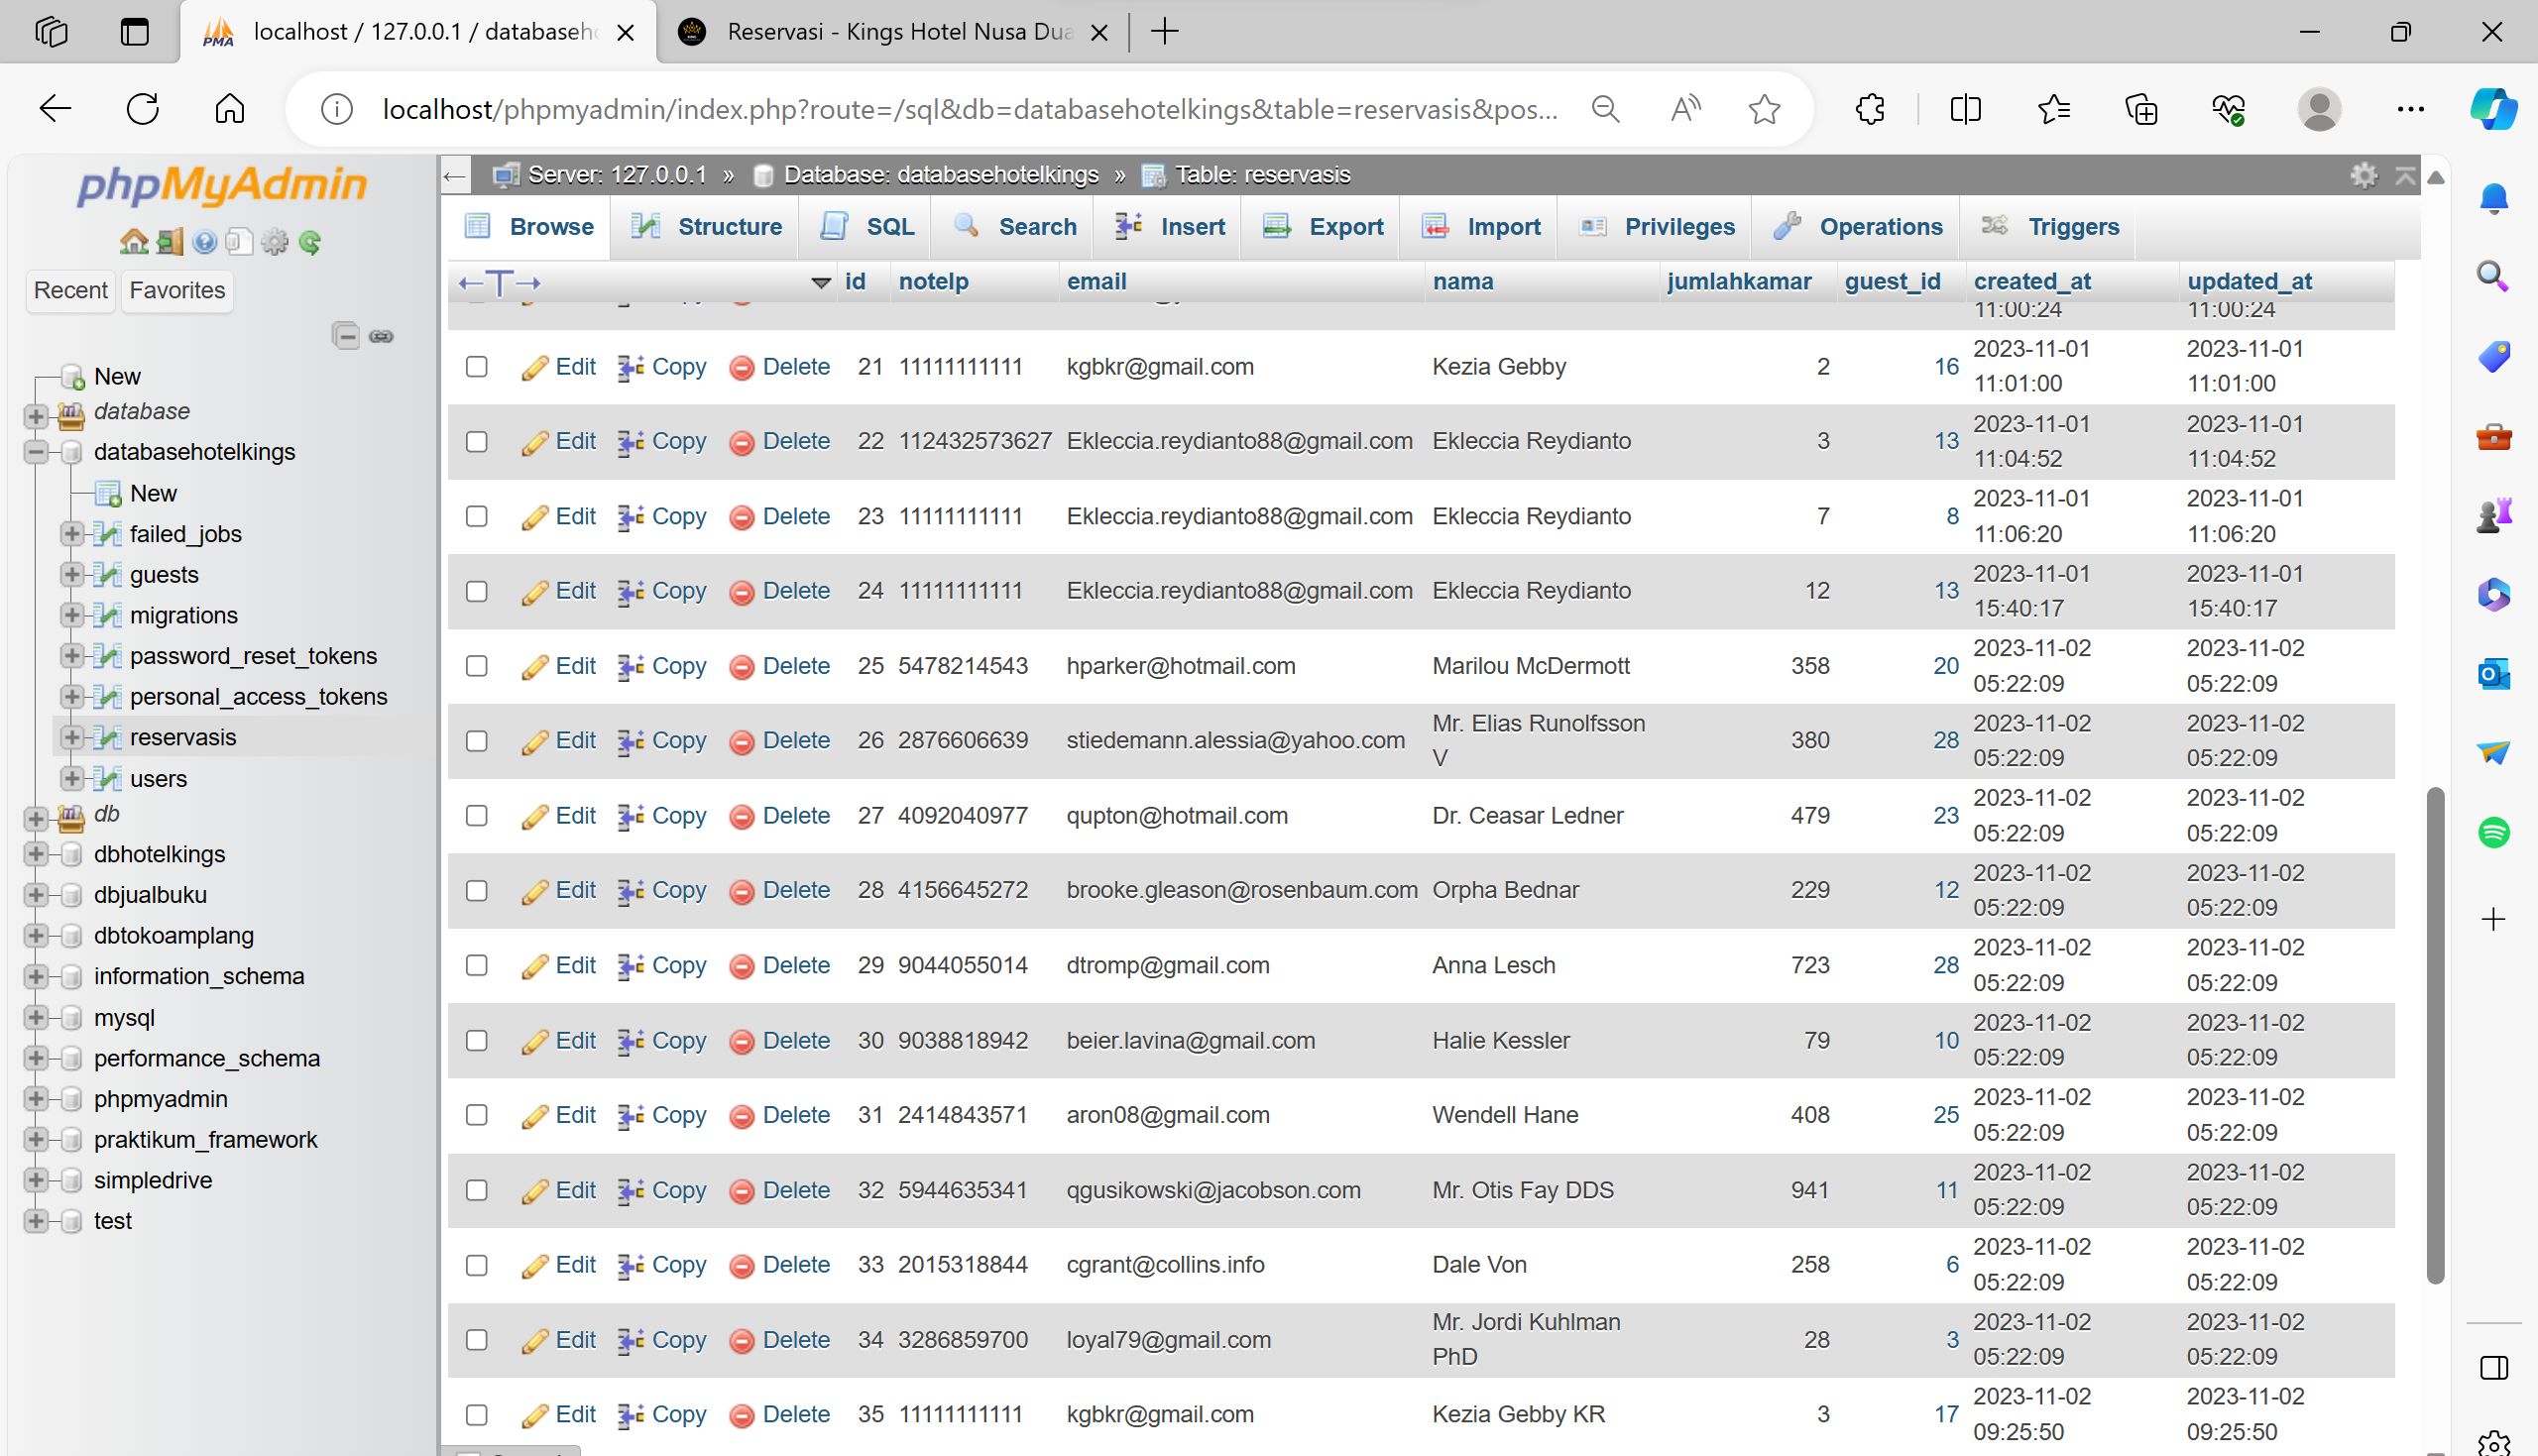 localhost / 127.0.0.1 / databaseh
Reservasi - Kings Hotel Nusa Dua
localhost/phpmyadmin/index.php?route=/sql&db=databasehotelkings&table=reservasis&pos...
phpMyAdmin
Recent Favorites
New
database
databasehotelkings
New
failed_jobs
guests
migrations
password_reset_tokens
personal_access_tokens
reservasis
users
db
dbhotelkings
dbjualbuku
dbtokoamplang
information_schema
mysql
performance_schema
phpmyadmin
praktikum_framework
simpledrive
test
Server: 127.0.0.1 » Database: databasehotelkings » Table: reservasis
Browse Structure SQL Search Insert Export Import Privileges Operations Triggers
←T→ id notelp email nama jumlahkamar guest_id created_at updated_at
11:00:24 11:00:24
Edit Copy Delete 21 11111111111 kgbkr@gmail.com Kezia Gebby 2 16 2023-11-01 11:01:00 2023-11-01 11:01:00
Edit Copy Delete 22 112432573627 Ekleccia.reydianto88@gmail.com Ekleccia Reydianto 3 13 2023-11-01 11:04:52 2023-11-01 11:04:52
Edit Copy Delete 23 11111111111 Ekleccia.reydianto88@gmail.com Ekleccia Reydianto 7 8 2023-11-01 11:06:20 2023-11-01 11:06:20
Edit Copy Delete 24 11111111111 Ekleccia.reydianto88@gmail.com Ekleccia Reydianto 12 13 2023-11-01 15:40:17 2023-11-01 15:40:17
Edit Copy Delete 25 5478214543 hparker@hotmail.com Marilou McDermott 358 20 2023-11-02 05:22:09 2023-11-02 05:22:09
Edit Copy Delete 26 2876606639 stiedemann.alessia@yahoo.com Mr. Elias Runolfsson V 380 28 2023-11-02 05:22:09 2023-11-02 05:22:09
Edit Copy Delete 27 4092040977 qupton@hotmail.com Dr. Ceasar Ledner 479 23 2023-11-02 05:22:09 2023-11-02 05:22:09
Edit Copy Delete 28 4156645272 brooke.gleason@rosenbaum.com Orpha Bednar 229 12 2023-11-02 05:22:09 2023-11-02 05:22:09
Edit Copy Delete 29 9044055014 dtromp@gmail.com Anna Lesch 723 28 2023-11-02 05:22:09 2023-11-02 05:22:09
Edit Copy Delete 30 9038818942 beier.lavina@gmail.com Halie Kessler 79 10 2023-11-02 05:22:09 2023-11-02 05:22:09
Edit Copy Delete 31 2414843571 aron08@gmail.com Wendell Hane 408 25 2023-11-02 05:22:09 2023-11-02 05:22:09
Edit Copy Delete 32 5944635341 qgusikowski@jacobson.com Mr. Otis Fay DDS 941 11 2023-11-02 05:22:09 2023-11-02 05:22:09
Edit Copy Delete 33 2015318844 cgrant@collins.info Dale Von 258 6 2023-11-02 05:22:09 2023-11-02 05:22:09
Edit Copy Delete 34 3286859700 loyal79@gmail.com Mr. Jordi Kuhlman PhD 28 3 2023-11-02 05:22:09 2023-11-02 05:22:09
Edit Copy Delete 35 11111111111 kgbkr@gmail.com Kezia Gebby KR 3 17 2023-11-02 09:25:50 2023-11-02 09:25:50